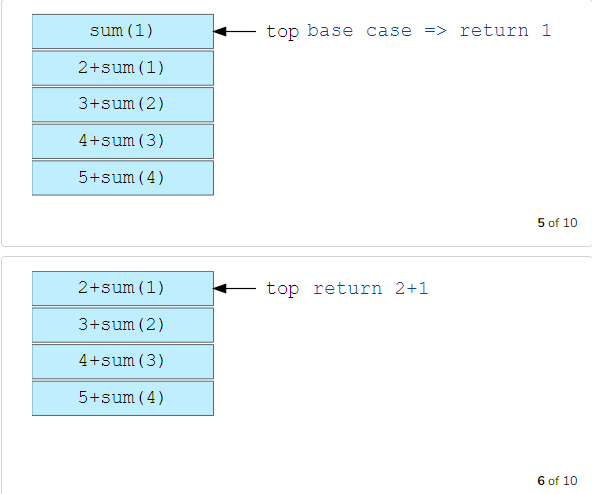 sum(1) top base case => return 1
2+sum(1)
3+sum(2)
4+sum(3)
5+sum(4)
5 of 10
2+sum(1) top return 2+1
3+sum(2)
4+sum(3)
5+sum(4)
6 of 10